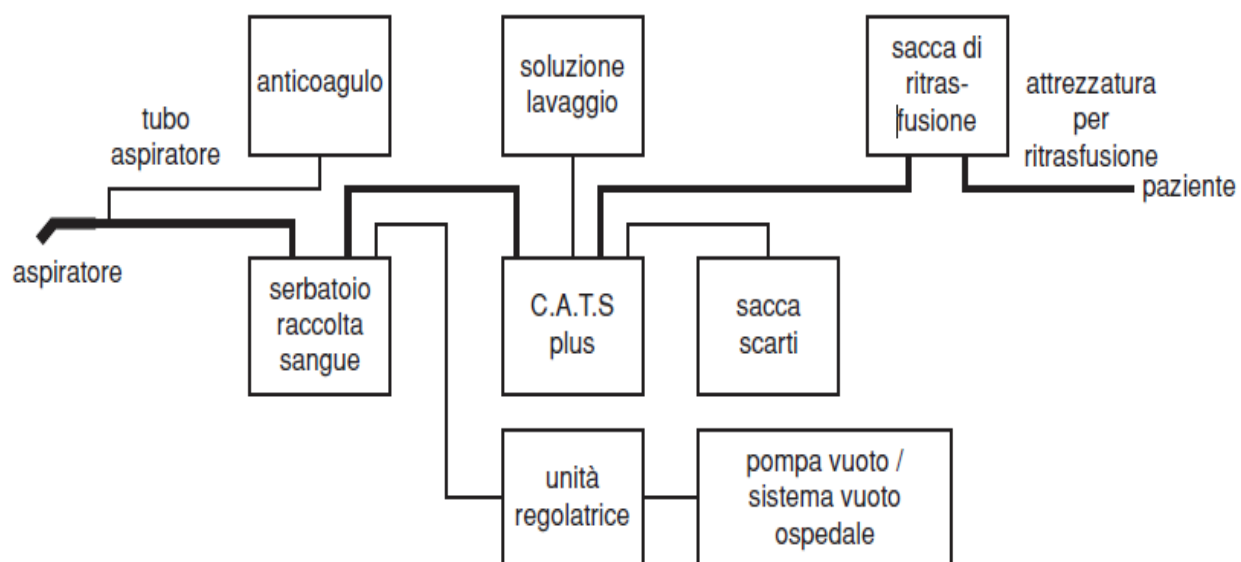 anticoagulo
soluzione
lavaggio
sacca di
ritras-
fusione
attrezzatura
per
ritrasfusione
paziente
tubo
aspiratore
aspiratore
serbatoio
raccolta
sangue
C.A.T.S
plus
sacca
scarti
unità
regolatrice
pompa vuoto /
sistema vuoto
ospedale